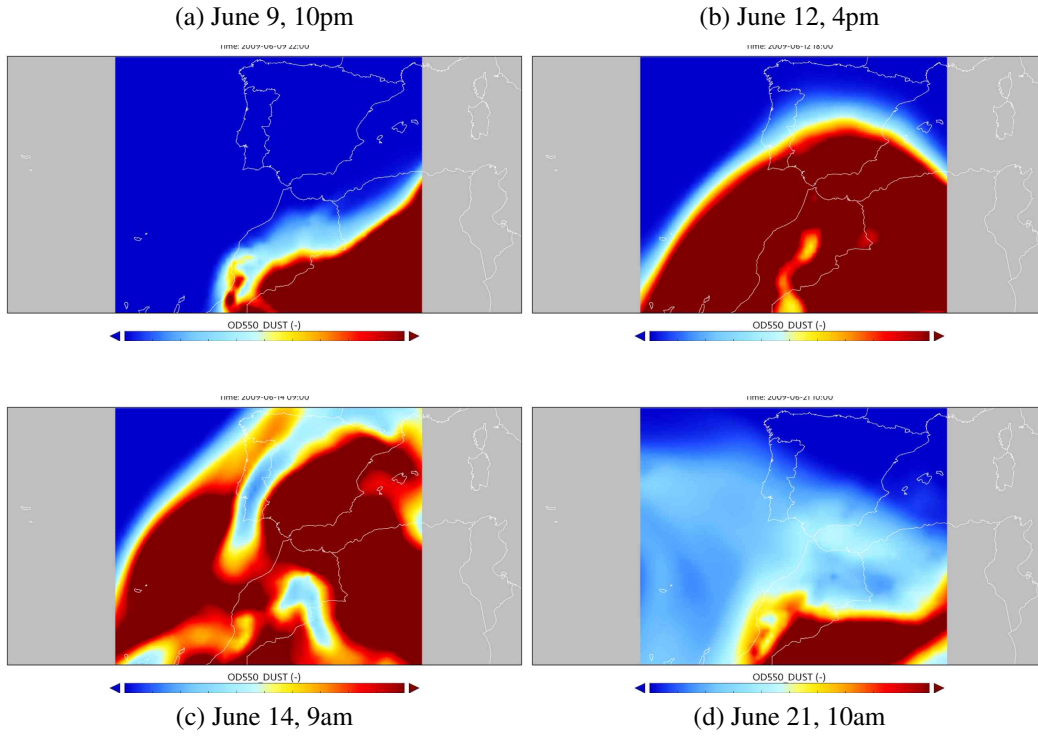 (a) June 9, 10pm
(b) June 12, 4pm
Time: 2009-06-09 22:00
Time: 2009-06-12 18:00
OD550_DUST (-)
OD550_DUST (-)
Time: 2009-06-14 09:00
Time: 2009-06-21 10:00
OD550_DUST (-)
OD550_DUST (-)
(c) June 14, 9am
(d) June 21, 10am